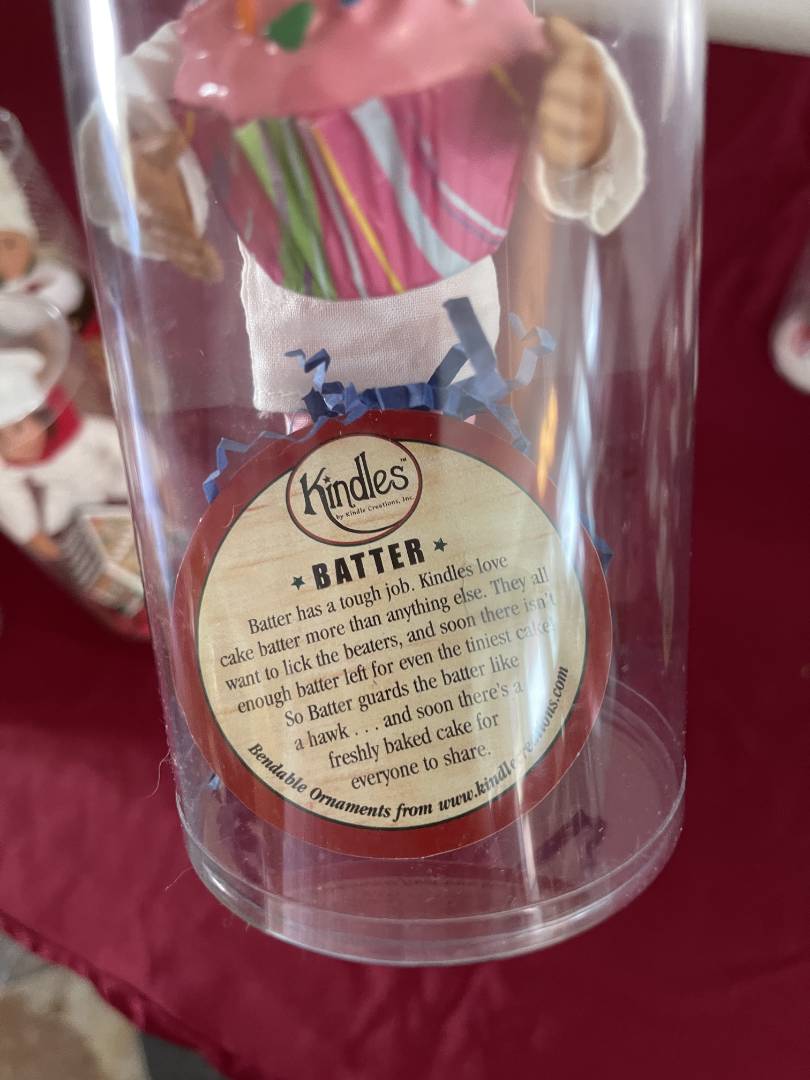 Kindles™
by Kindle Creations, Inc.
★ BATTER ★
Batter has a tough job. Kindles love
cake batter more than anything else. They all
want to lick the beaters, and soon there isn't
enough batter left for even the tiniest cake!
So Batter guards the batter like
a hawk . . . and soon there's a
freshly baked cake for
everyone to share.
Bendable Ornaments from www.kindlecreations.com